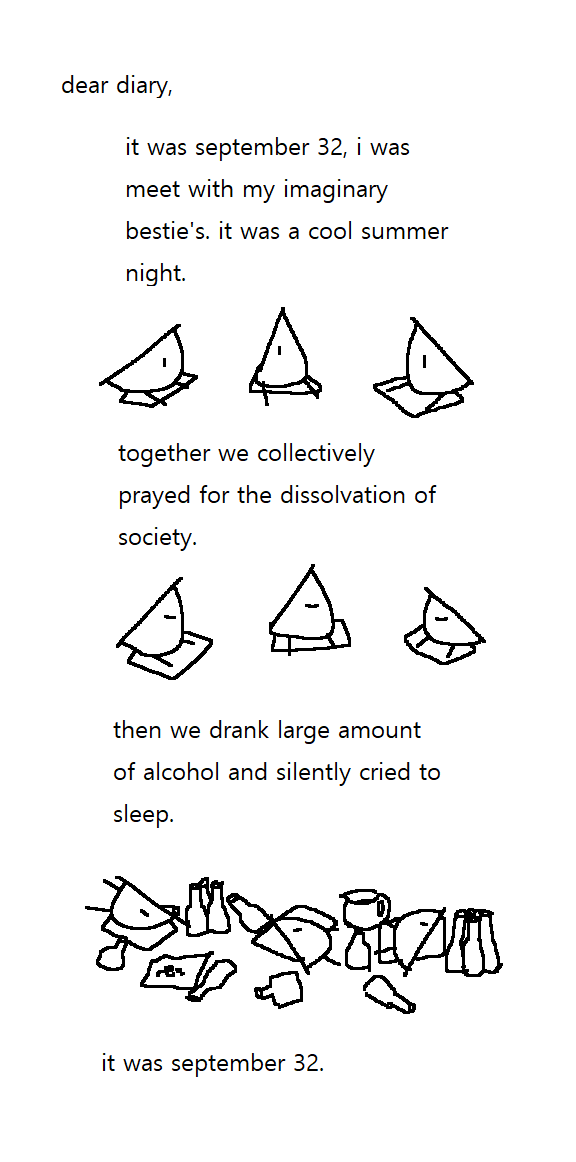 dear diary,
it was september 32, i was
meet with my imaginary
bestie's. it was a cool summer
night.
together we collectively
prayed for the dissolvation of
society.
then we drank large amount
of alcohol and silently cried to
sleep.
it was september 32.